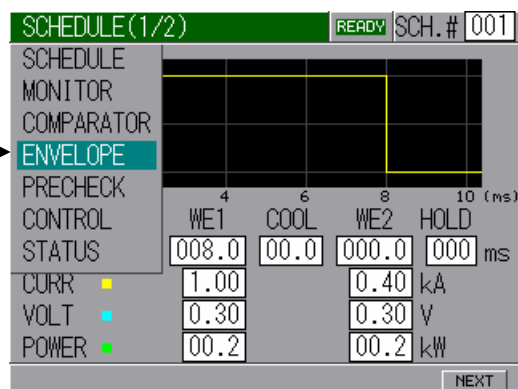 SCHEDULE(1/2) READY SCH.# 001
SCHEDULE
MONITOR
COMPARATOR
ENVELOPE
PRECHECK
CONTROL
STATUS
4 6 8 10 (ms)
WE1 COOL WE2 HOLD
008.0 00.0 000.0 000 ms
CURR 1.00 0.40 kA
VOLT 0.30 0.30 V
POWER 00.2 00.2 kW
NEXT